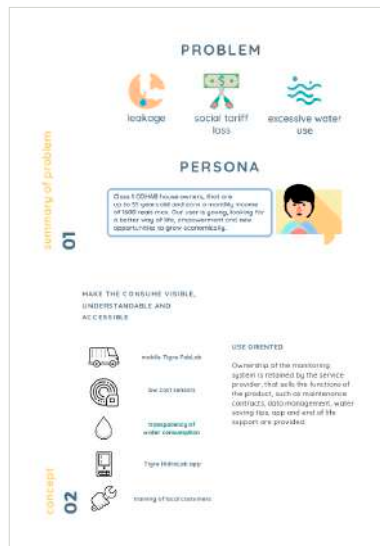 PROBLEM
leakage
social tariff
loss
excessive water
use
summary of problem
01
PERSONA
Class 1 CDHAB house owners, that are
up to 55 years old and earn a monthly income
of 1600 reais max. Our user is young, looking for
a better way of life, empowerment and new
opportunities to grow economically.
MAKE THE CONSUME VISIBLE,
UNDERSTANDABLE AND
ACCESSIBLE
mobile Tigre FabLab
low cost sensors
transparency of
water consumption
Tigre HidroLab app
training of local costumers
USE ORIENTED
Ownership of the monitoring
system is retained by the service
provider, that sells the functions of
the product, such as maintenance
contracts, data management, water
saving tips, app and end of life
support are provided.
concept
02